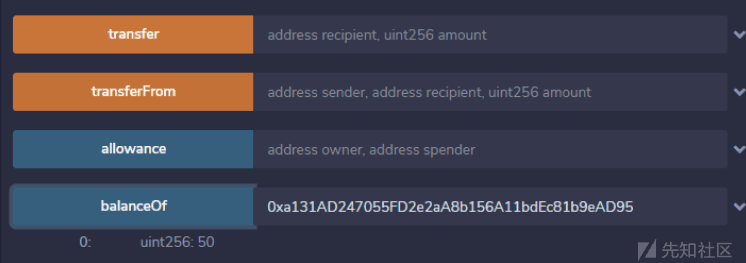 transfer address recipient, uint256 amount
transferFrom address sender, address recipient, uint256 amount
allowance address owner, address spender
balanceOf 0xa131AD247055FD2e2aA8b156A11bdEc81b9eAD95
0: uint256: 50
先知社区